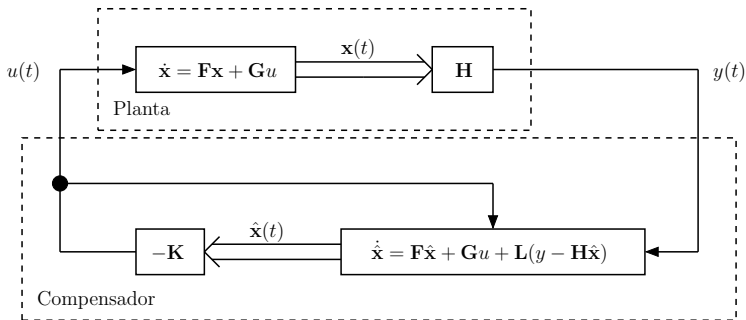 u(t)
ẋ = Fx + Gu
x(t)
H
y(t)
Planta
x̂(t)
−K
x̂̇ = Fx̂ + Gu + L(y − Hx̂)
Compensador